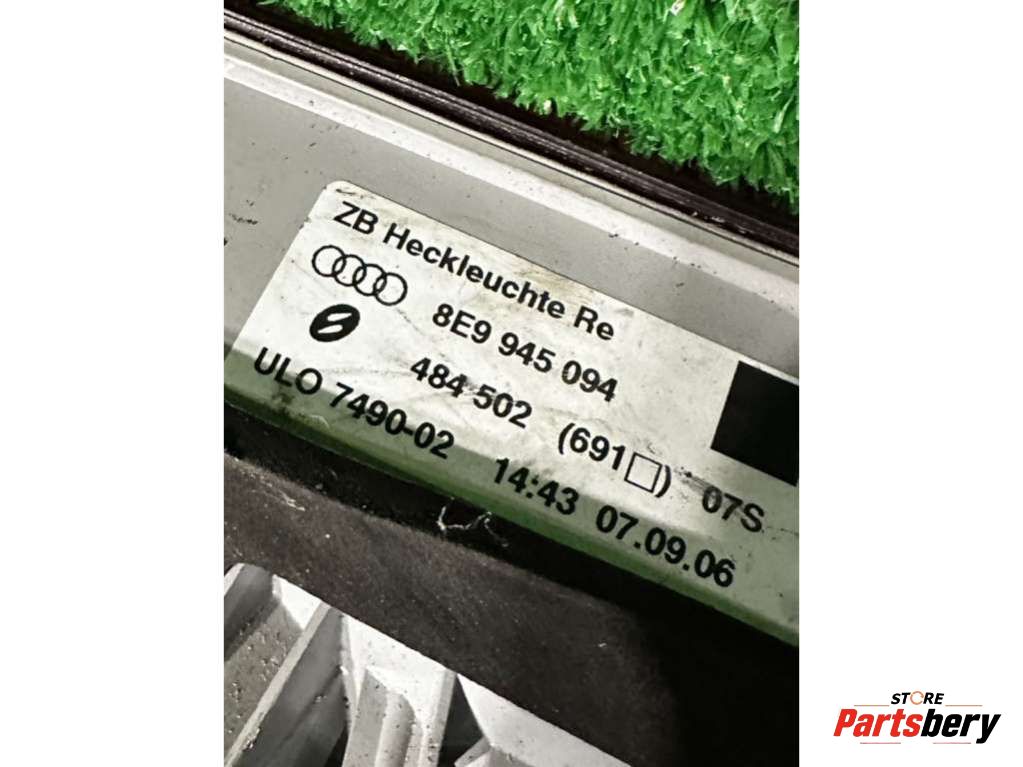 ZB Heckleuchte Re
8E9 945 094
484 502 (691□) 07S
ULO 7490-02 14:43 07.09.06
STORE
Partsbery